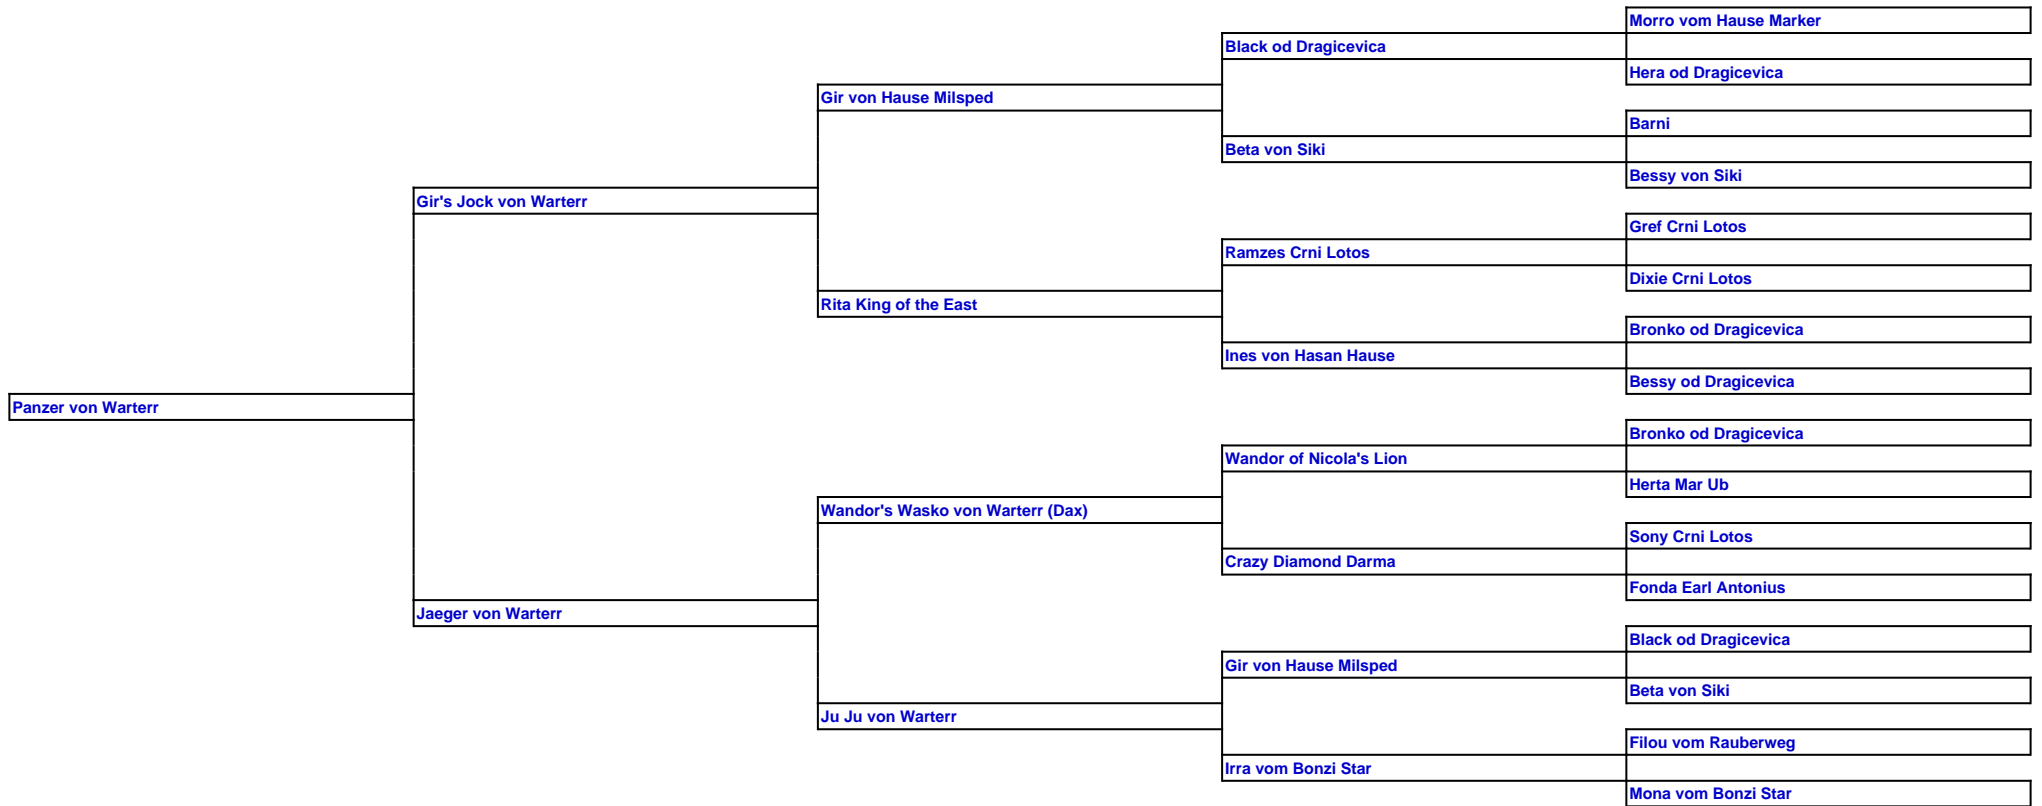 Morro vom Hause Marker
Black od Dragicevica
Hera od Dragicevica
Gir von Hause Milsped
Barni
Beta von Siki
Bessy von Siki
Gir's Jock von Warterr
Gref Crni Lotos
Ramzes Crni Lotos
Dixie Crni Lotos
Rita King of the East
Bronko od Dragicevica
Ines von Hasan Hause
Bessy od Dragicevica
Panzer von Warterr
Bronko od Dragicevica
Wandor of Nicola's Lion
Herta Mar Ub
Wandor's Wasko von Warterr (Dax)
Sony Crni Lotos
Crazy Diamond Darma
Fonda Earl Antonius
Jaeger von Warterr
Black od Dragicevica
Gir von Hause Milsped
Beta von Siki
Ju Ju von Warterr
Filou vom Rauberweg
Irra vom Bonzi Star
Mona vom Bonzi Star